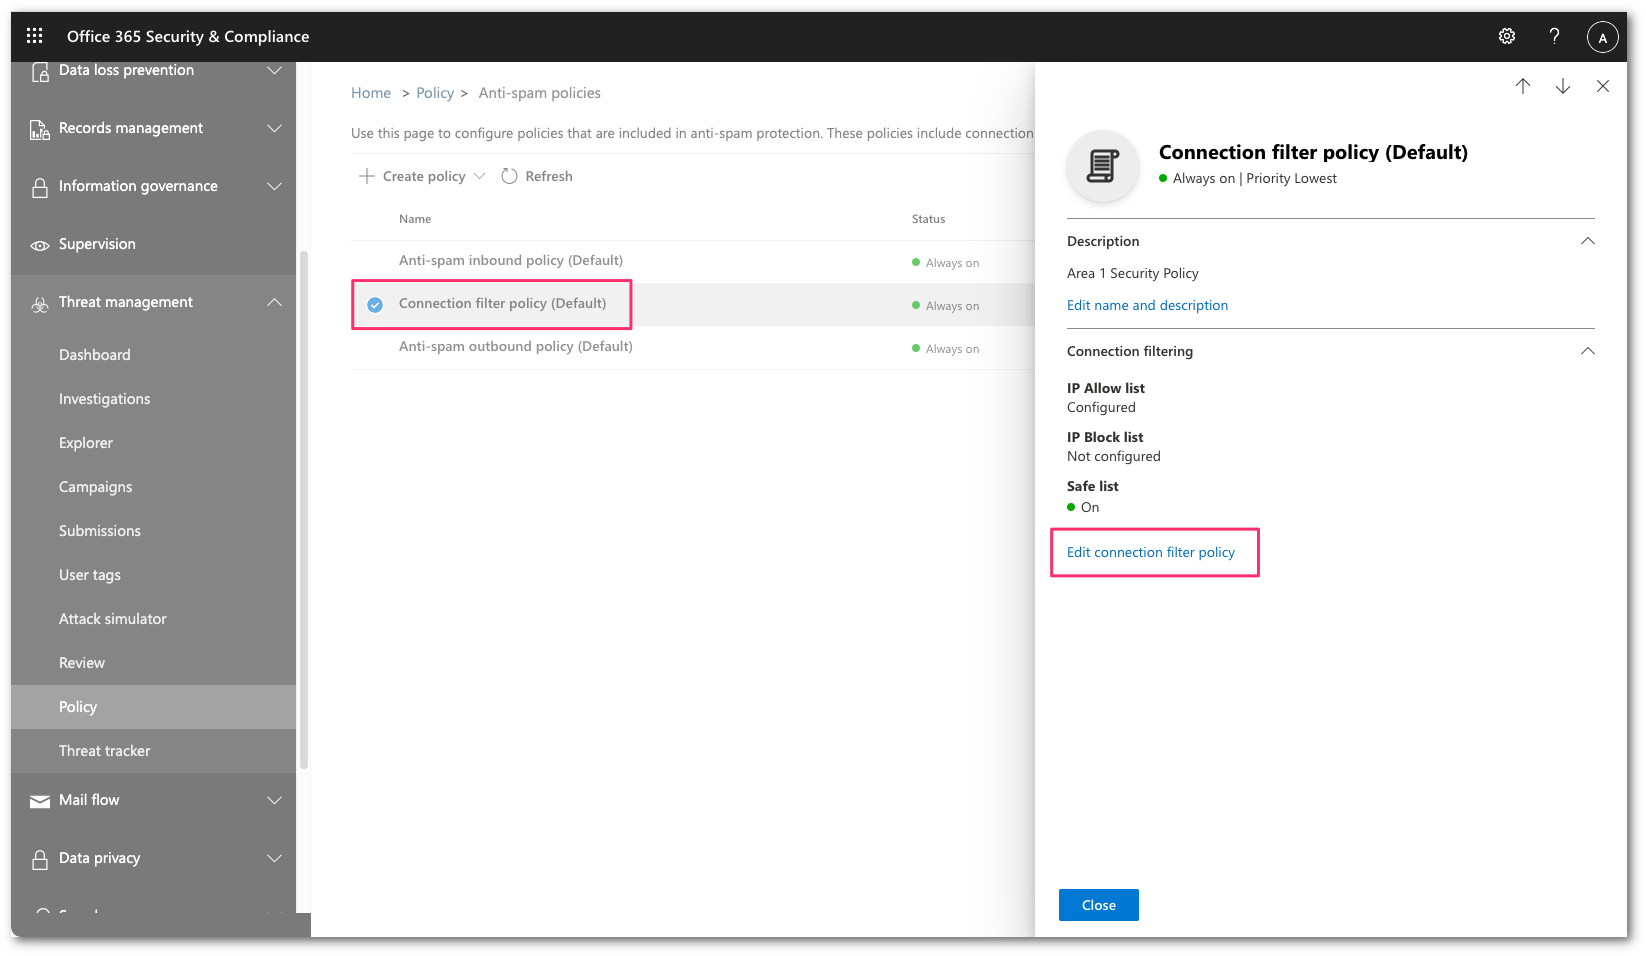 Office 365 Security & Compliance
?
A
Data loss prevention
Records management
Information governance
Supervision
Threat management
Dashboard
Investigations
Explorer
Campaigns
Submissions
User tags
Attack simulator
Review
Policy
Threat tracker
Mail flow
Data privacy
Home > Policy > Anti-spam policies
Use this page to configure policies that are included in anti-spam protection. These policies include connection
Create policy Refresh
Name Status
Anti-spam inbound policy (Default) Always on
Connection filter policy (Default) Always on
Anti-spam outbound policy (Default) Always on
Connection filter policy (Default)
Always on | Priority Lowest
Description
Area 1 Security Policy
Edit name and description
Connection filtering
IP Allow list
Configured
IP Block list
Not configured
Safe list
On
Edit connection filter policy
Close